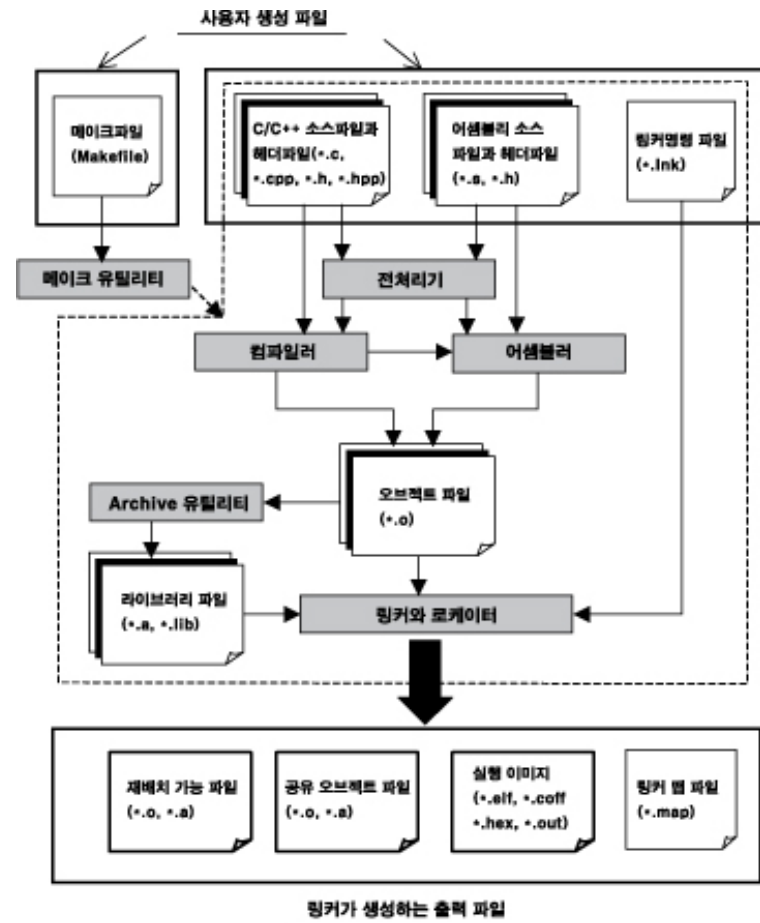 사용자 생성 파일
메이크파일
(Makefile)
C/C++ 소스파일과
헤더파일(*.c,
*.cpp, *.h, *.hpp)
어셈블리 소스
파일과 헤더파일
(*.s, *.h)
링커명령 파일
(*.lnk)
메이크 유틸리티
전처리기
컴파일러
어셈블러
오브젝트 파일
(*.o)
Archive 유틸리티
라이브러리 파일
(*.a, *.lib)
링커와 로케이터
재배치 가능 파일
(*.o, *.a)
공유 오브젝트 파일
(*.o, *.a)
실행 이미지
(*.elf, *.coff
*.hex, *.out)
링커 맵 파일
(*.map)
링커가 생성하는 출력 파일